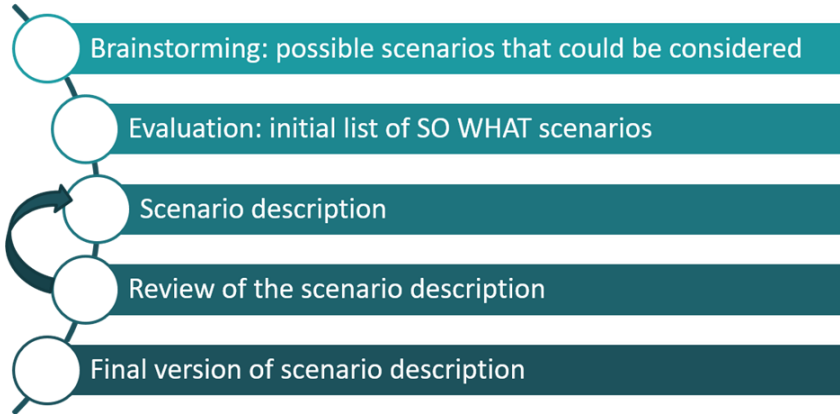 Brainstorming: possible scenarios that could be considered
Evaluation: initial list of SO WHAT scenarios
Scenario description
Review of the scenario description
Final version of scenario description